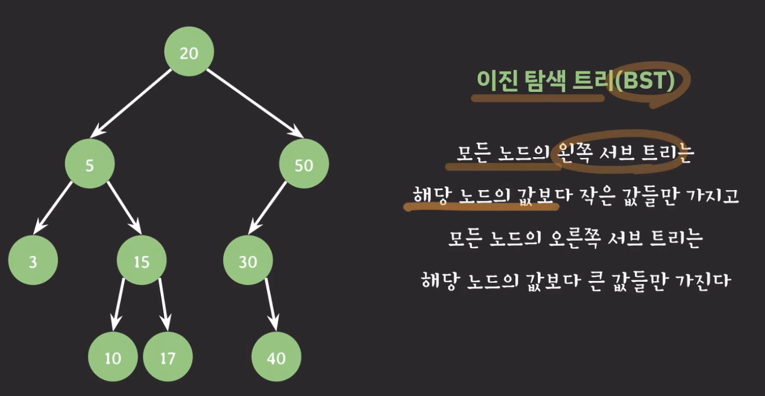 20
이진 탐색 트리(BST)
5
50
모든 노드의 왼쪽 서브 트리는
해당 노드의 값보다 작은 값들만 가지고
3
15
30
모든 노드의 오른쪽 서브 트리는
해당 노드의 값보다 큰 값들만 가진다
10
17
40